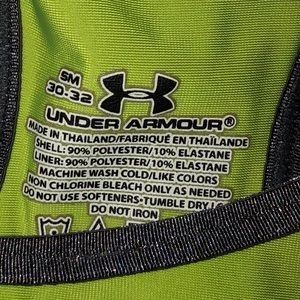 SM
30-32
UNDER ARMOUR®
MADE IN THAILAND/FABRIQUÉ EN THAÏLANDE
SHELL: 90% POLYESTER/10% ELASTANE
LINER: 90% POLYESTER/10% ELASTANE
MACHINE WASH COLD/LIKE COLORS
NON CHLORINE BLEACH ONLY AS NEEDED
DO NOT USE SOFTENERS•TUMBLE DRY
DO NOT IRON